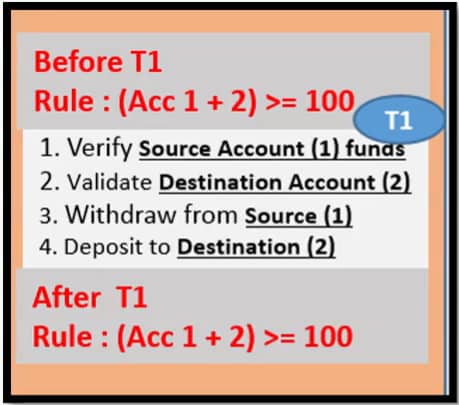 Before T1
Rule : (Acc 1 + 2) >= 100
T1
1. Verify Source Account (1) funds
2. Validate Destination Account (2)
3. Withdraw from Source (1)
4. Deposit to Destination (2)
After T1
Rule : (Acc 1 + 2) >= 100